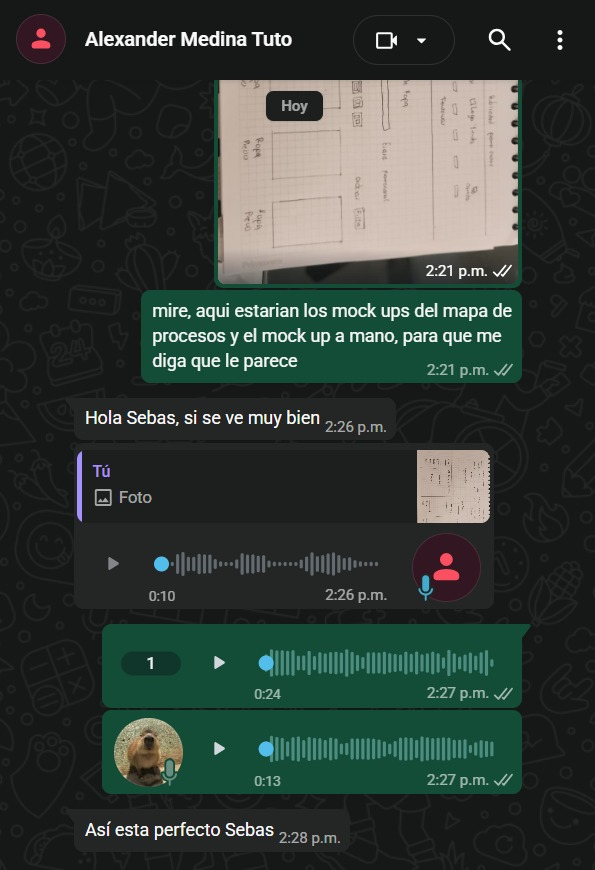 Alexander Medina Tuto
Hoy
2:21 p.m.
mire, aqui estarian los mock ups del mapa de
procesos y el mock up a mano, para que me
diga que le parece
2:21 p.m.
Hola Sebas, si se ve muy bien
2:26 p.m.
Tú
Foto
0:10
2:26 p.m.
1
0:24
2:27 p.m.
0:13
2:27 p.m.
Así esta perfecto Sebas
2:28 p.m.